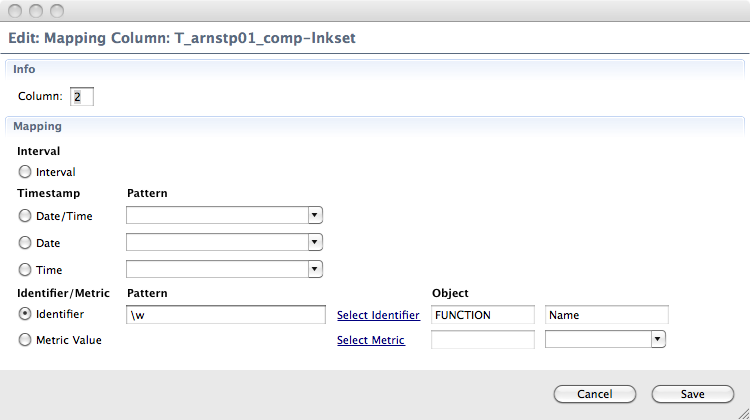 Edit: Mapping Column: T_arnstp01_comp-lnkset
Info
Column: 2
Mapping
Interval
Interval
Timestamp Pattern
Date/Time
Date
Time
Identifier/Metric Pattern Object
Identifier \w Select Identifier FUNCTION Name
Metric Value Select Metric
Cancel Save